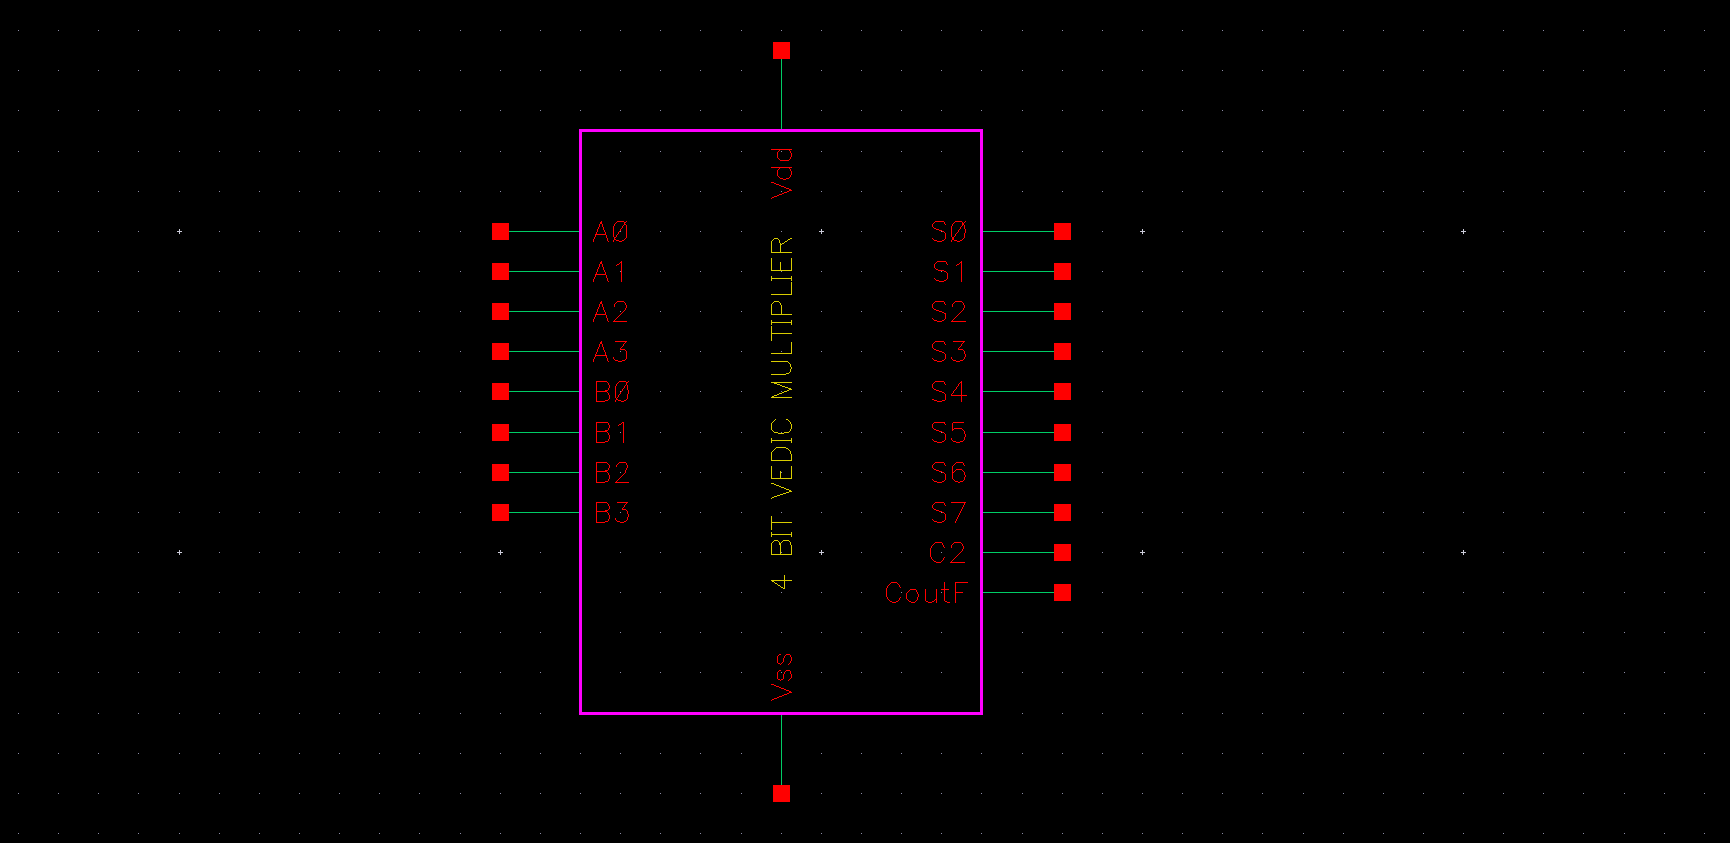 Vdd
A0
A1
A2
A3
B0
B1
B2
B3
4 BIT VEDIC MULTIPLIER
S0
S1
S2
S3
S4
S5
S6
S7
C2
CoutF
Vss